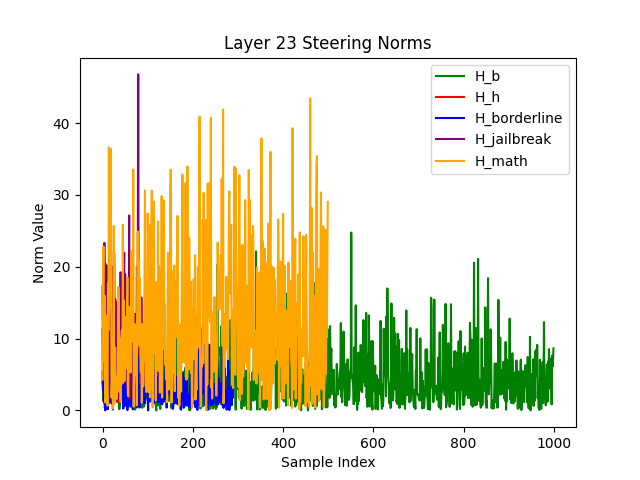 Layer 23 Steering Norms
H_b
H_h
H_borderline
H_jailbreak
H_math
Norm Value
40
30
20
10
0
0
200
400
600
800
1000
Sample Index